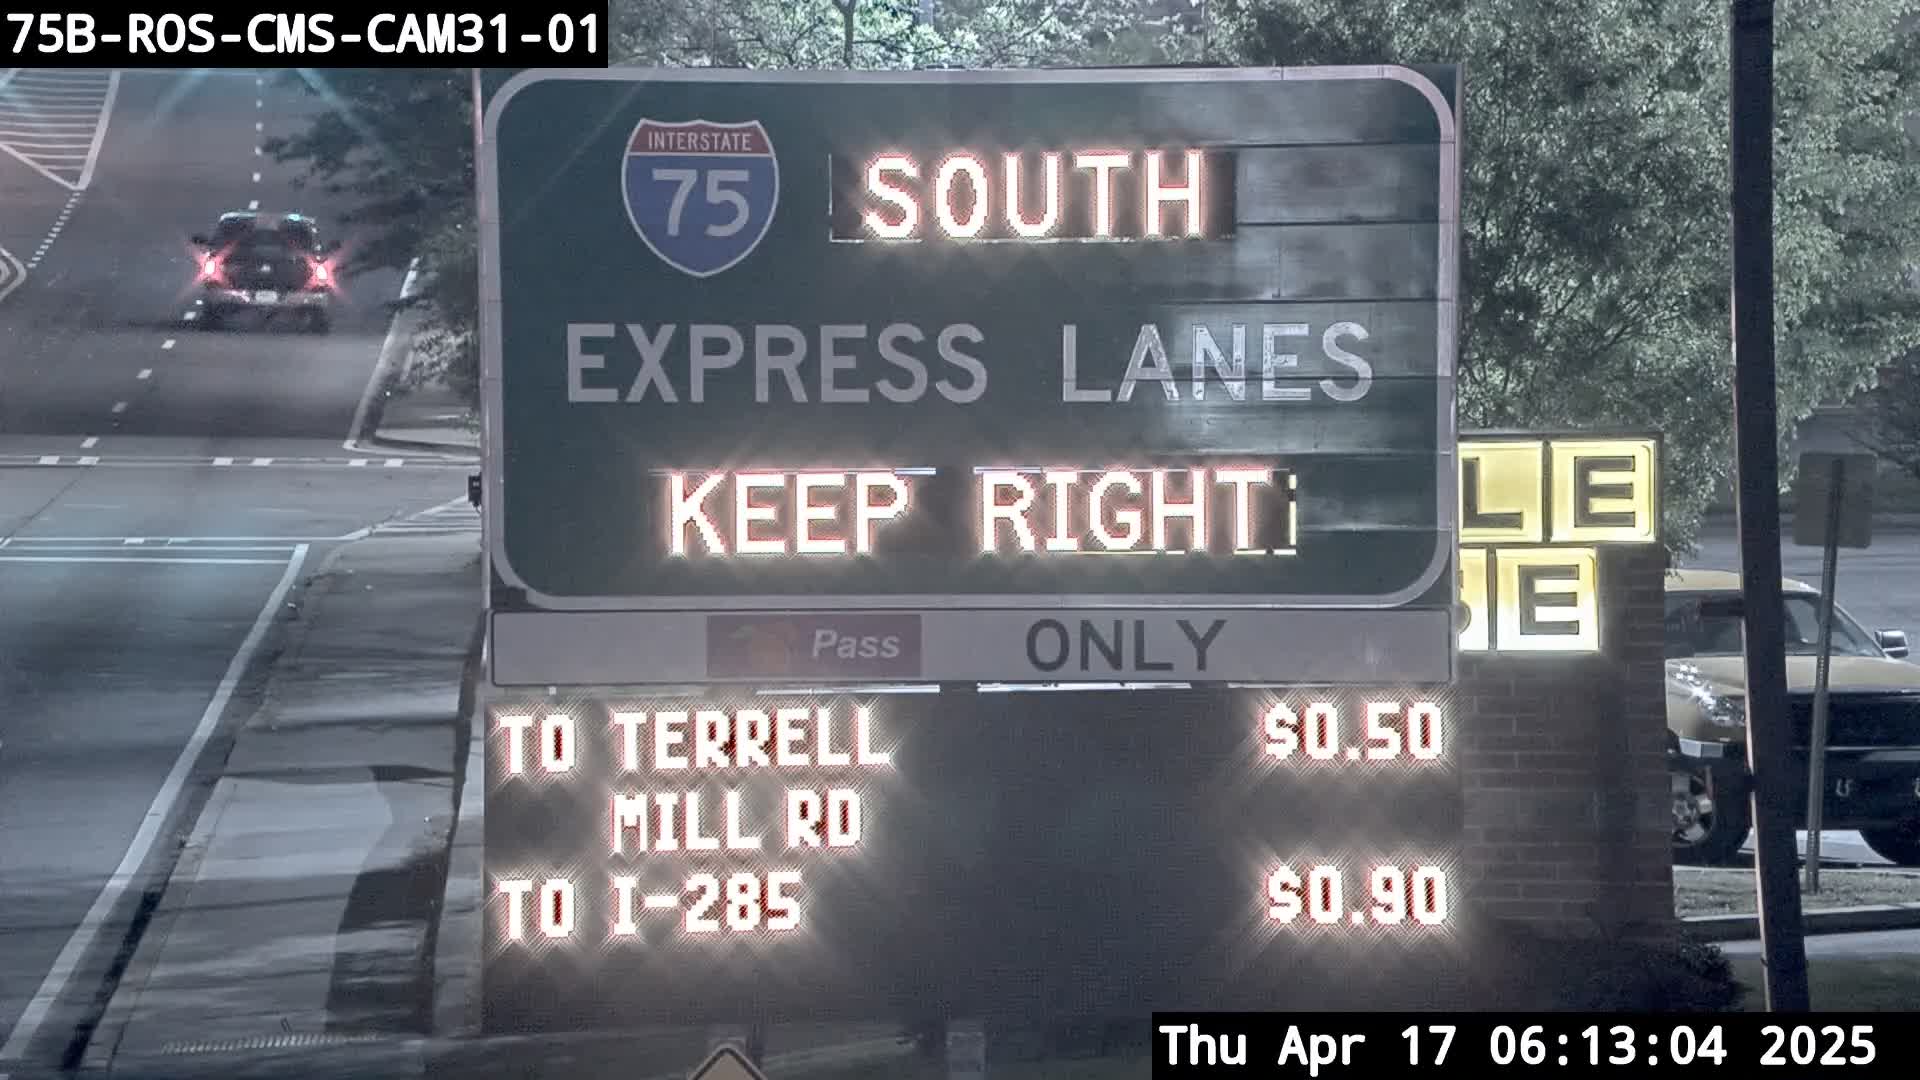 75B-ROS-CMS-CAM31-01
INTERSTATE
75
SOUTH
EXPRESS LANES
KEEP RIGHT
Pass ONLY
TO TERRELL $0.50
MILL RD
TO I-285 $0.90
LE
E
Thu Apr 17 06:13:04 2025